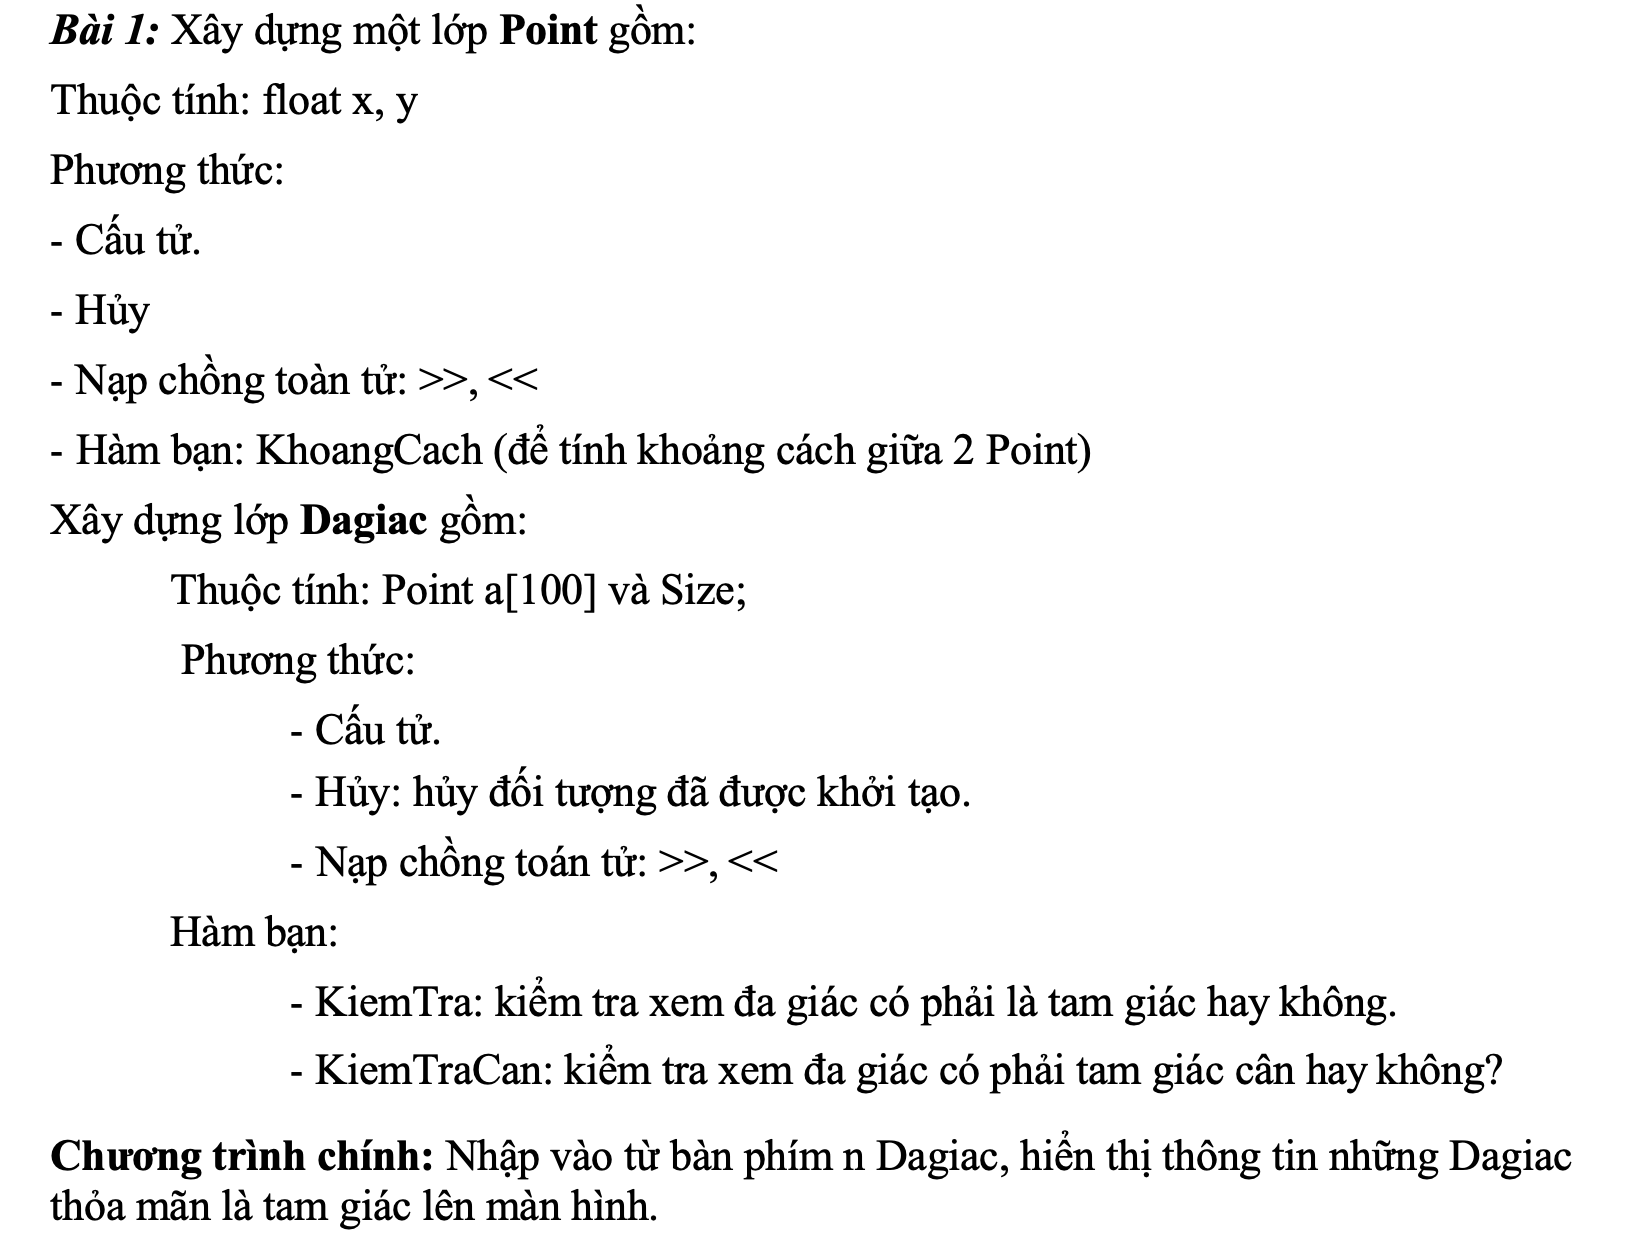 Bài 1: Xây dựng một lớp Point gồm:
Thuộc tính: float x, y
Phương thức:
- Cấu tử.
- Hủy
- Nạp chồng toàn tử: >>, <<
- Hàm bạn: KhoangCach (để tính khoảng cách giữa 2 Point)
Xây dựng lớp Dagiac gồm:
Thuộc tính: Point a[100] và Size;
Phương thức:
- Cấu tử.
- Hủy: hủy đối tượng đã được khởi tạo.
- Nạp chồng toán tử: >>, <<
Hàm bạn:
- KiemTra: kiểm tra xem đa giác có phải là tam giác hay không.
- KiemTraCan: kiểm tra xem đa giác có phải tam giác cân hay không?
Chương trình chính: Nhập vào từ bàn phím n Dagiac, hiển thị thông tin những Dagiac
thỏa mãn là tam giác lên màn hình.